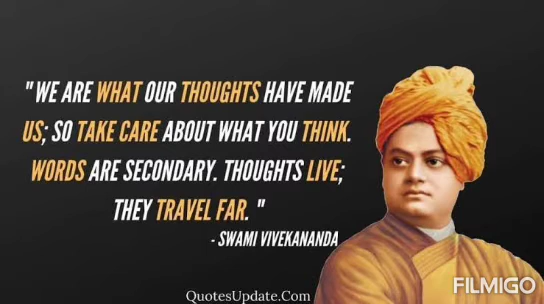 "WE ARE WHAT OUR THOUGHTS HAVE MADE
US; SO TAKE CARE ABOUT WHAT YOU THINK.
WORDS ARE SECONDARY. THOUGHTS LIVE;
THEY TRAVEL FAR. "
- SWAMI VIVEKANANDA
QuotesUpdate.Com
FILMIGO